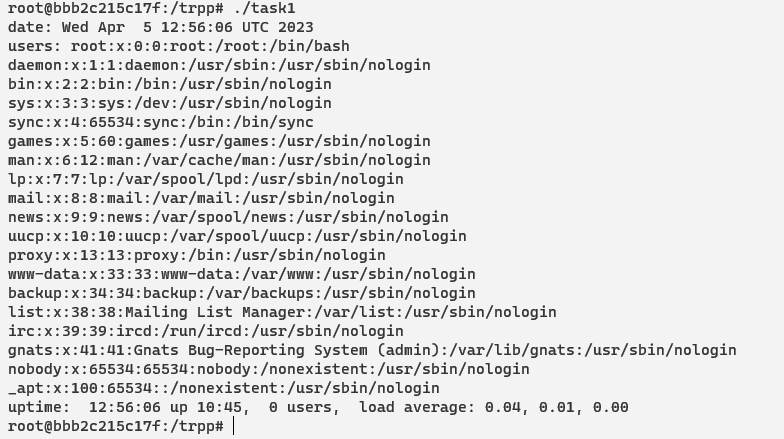 root@bbb2c215c17f:/trpp# ./task1
date: Wed Apr  5 12:56:06 UTC 2023
users: root:x:0:0:root:/root:/bin/bash
daemon:x:1:1:daemon:/usr/sbin:/usr/sbin/nologin
bin:x:2:2:bin:/bin:/usr/sbin/nologin
sys:x:3:3:sys:/dev:/usr/sbin/nologin
sync:x:4:65534:sync:/bin:/bin/sync
games:x:5:60:games:/usr/games:/usr/sbin/nologin
man:x:6:12:man:/var/cache/man:/usr/sbin/nologin
lp:x:7:7:lp:/var/spool/lpd:/usr/sbin/nologin
mail:x:8:8:mail:/var/mail:/usr/sbin/nologin
news:x:9:9:news:/var/spool/news:/usr/sbin/nologin
uucp:x:10:10:uucp:/var/spool/uucp:/usr/sbin/nologin
proxy:x:13:13:proxy:/bin:/usr/sbin/nologin
www-data:x:33:33:www-data:/var/www:/usr/sbin/nologin
backup:x:34:34:backup:/var/backups:/usr/sbin/nologin
list:x:38:38:Mailing List Manager:/var/list:/usr/sbin/nologin
irc:x:39:39:ircd:/run/ircd:/usr/sbin/nologin
gnats:x:41:41:Gnats Bug-Reporting System (admin):/var/lib/gnats:/usr/sbin/nologin
nobody:x:65534:65534:nobody:/nonexistent:/usr/sbin/nologin
_apt:x:100:65534::/nonexistent:/usr/sbin/nologin
uptime:  12:56:06 up 10:45,  0 users,  load average: 0.04, 0.01, 0.00
root@bbb2c215c17f:/trpp#